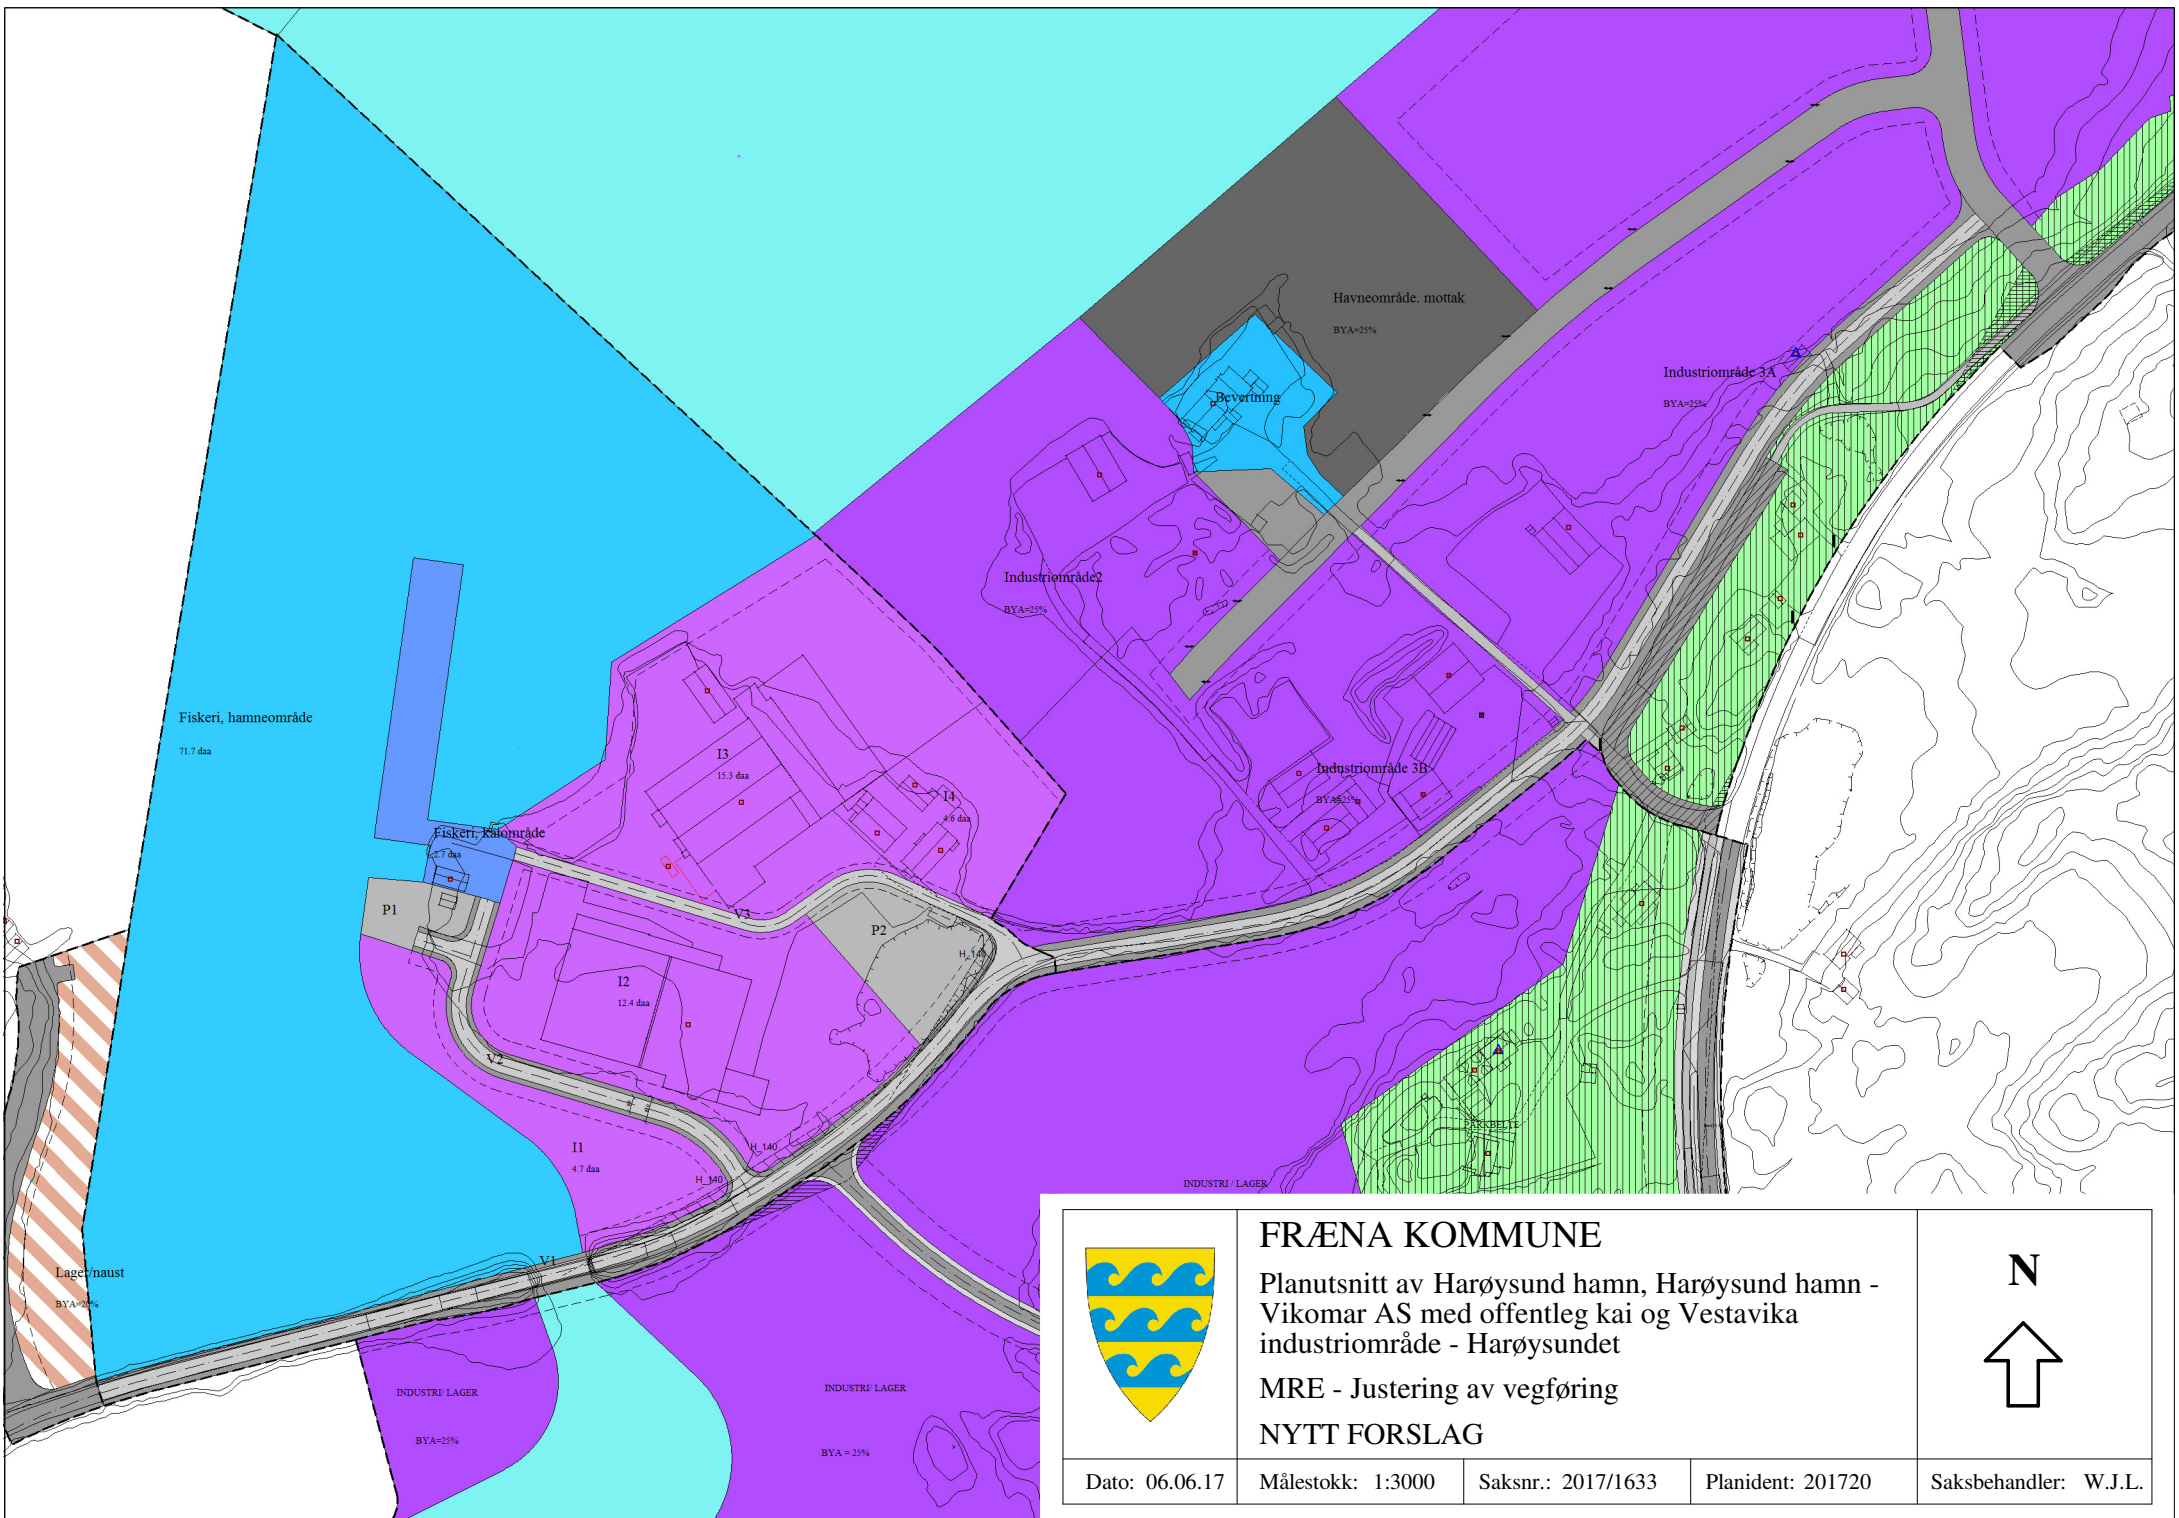 Havneområde. mottak
BYA=25%
Industriområde 3A
BYA=25%
Bevertning
Industriområde2
BYA=25%
Fiskeri, hamneområde
71.7 daa
I3
15.3 daa
Industriområde 3B
BYA=25%
I4
4.6 daa
Fiskeri, kaiområde
2.7 daa
P1
V3
P2
H_140
I2
12.4 daa
V2
I1
4.7 daa
H_140
H_140
PARKBELTE
INDUSTRI / LAGER
V1
Lager/naust
BYA=20%
INDUSTRI/ LAGER
BYA=25%
INDUSTRI/ LAGER
BYA = 25%
FRÆNA KOMMUNE
Planutsnitt av Harøysund hamn, Harøysund hamn -
Vikomar AS med offentleg kai og Vestavika
industriområde - Harøysundet
MRE - Justering av vegføring
NYTT FORSLAG
N
Dato: 06.06.17
Målestokk: 1:3000
Saksnr.: 2017/1633
Planident: 201720
Saksbehandler: W.J.L.